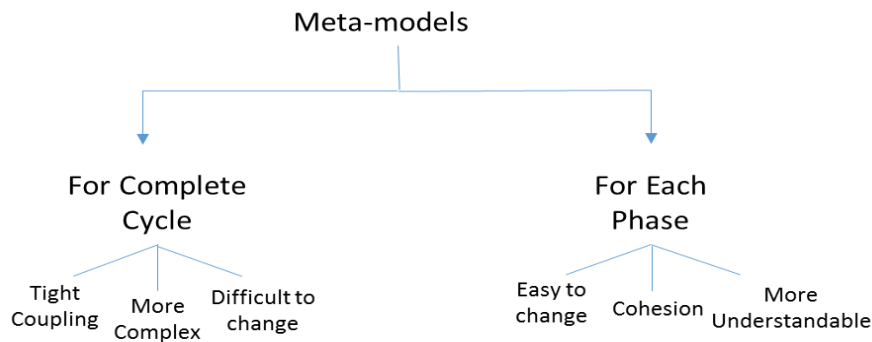 Meta-models
For Complete
Cycle
For Each
Phase
Tight
Coupling
More
Complex
Difficult to
change
Easy to
change
Cohesion
More
Understandable